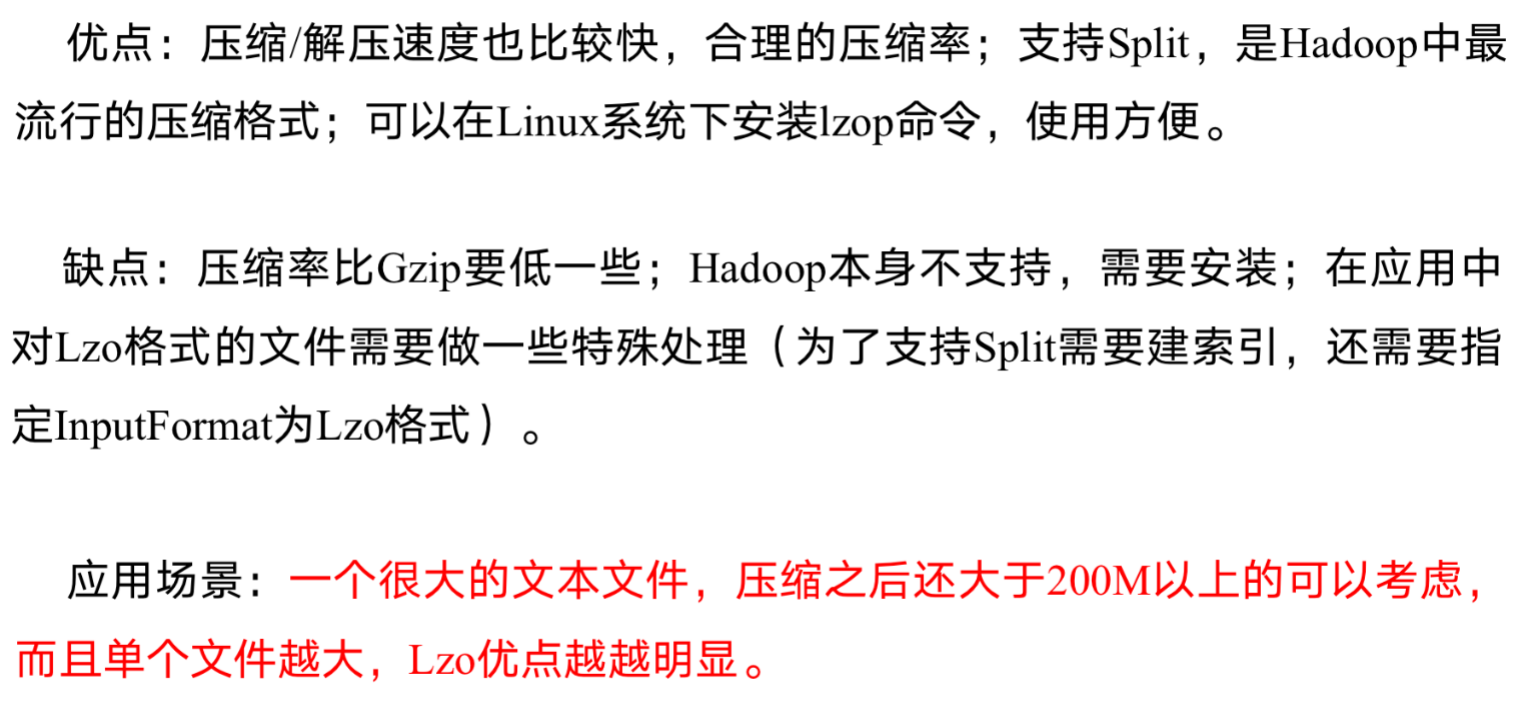 优点：压缩/解压速度也比较快，合理的压缩率；支持Split，是Hadoop中最
流行的压缩格式；可以在Linux系统下安装lzop命令，使用方便。
缺点：压缩率比Gzip要低一些；Hadoop本身不支持，需要安装；在应用中
对Lzo格式的文件需要做一些特殊处理（为了支持Split需要建索引，还需要指
定InputFormat为Lzo格式）。
应用场景：一个很大的文本文件，压缩之后还大于200M以上的可以考虑，
而且单个文件越大，Lzo优点越越明显。